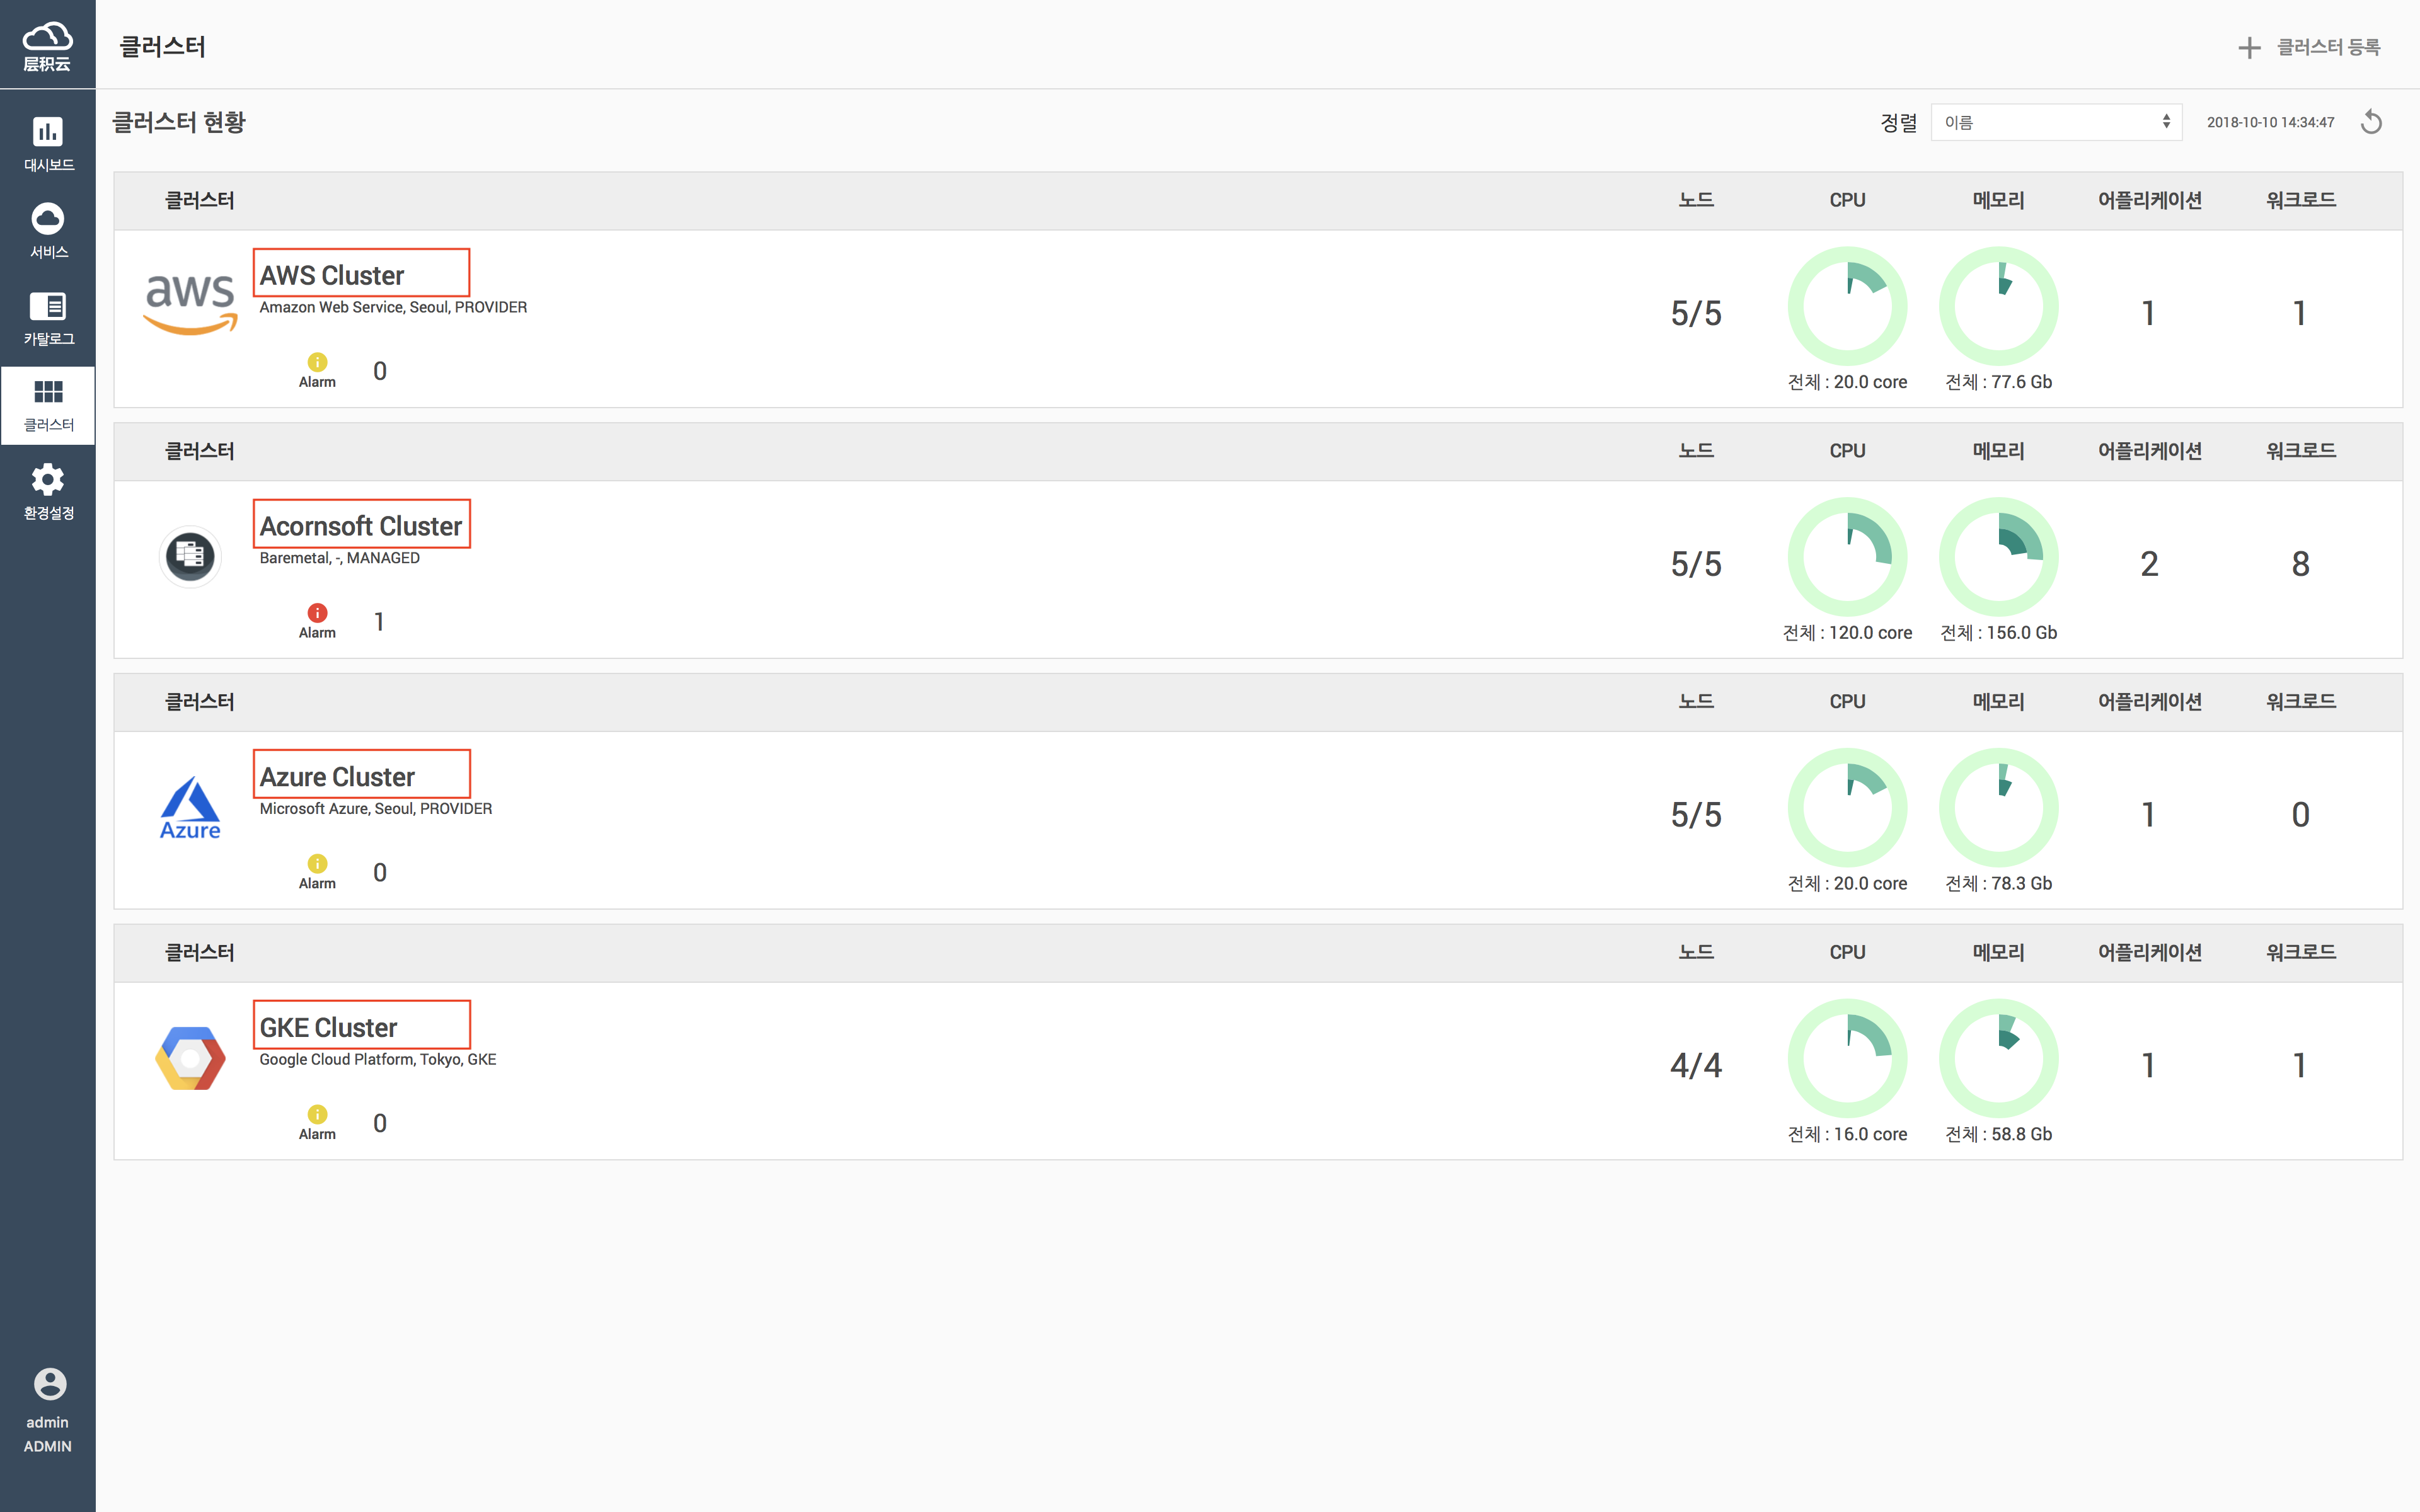 层积云
클러스터
클러스터 등록
대시보드
서비스
카탈로그
클러스터
환경설정
admin
ADMIN
클러스터 현황
정렬 이름 2018-10-10 14:34:47
클러스터 노드 CPU 메모리 어플리케이션 워크로드
aws
AWS Cluster
Amazon Web Service, Seoul, PROVIDER
5/5 1 1
Alarm 0
전체 : 20.0 core 전체 : 77.6 Gb
클러스터 노드 CPU 메모리 어플리케이션 워크로드
Acornsoft Cluster
Baremetal, -, MANAGED
5/5 2 8
Alarm 1
전체 : 120.0 core 전체 : 156.0 Gb
클러스터 노드 CPU 메모리 어플리케이션 워크로드
Azure Cluster
Microsoft Azure, Seoul, PROVIDER
Azure
5/5 1 0
Alarm 0
전체 : 20.0 core 전체 : 78.3 Gb
클러스터 노드 CPU 메모리 어플리케이션 워크로드
GKE Cluster
Google Cloud Platform, Tokyo, GKE
4/4 1 1
Alarm 0
전체 : 16.0 core 전체 : 58.8 Gb